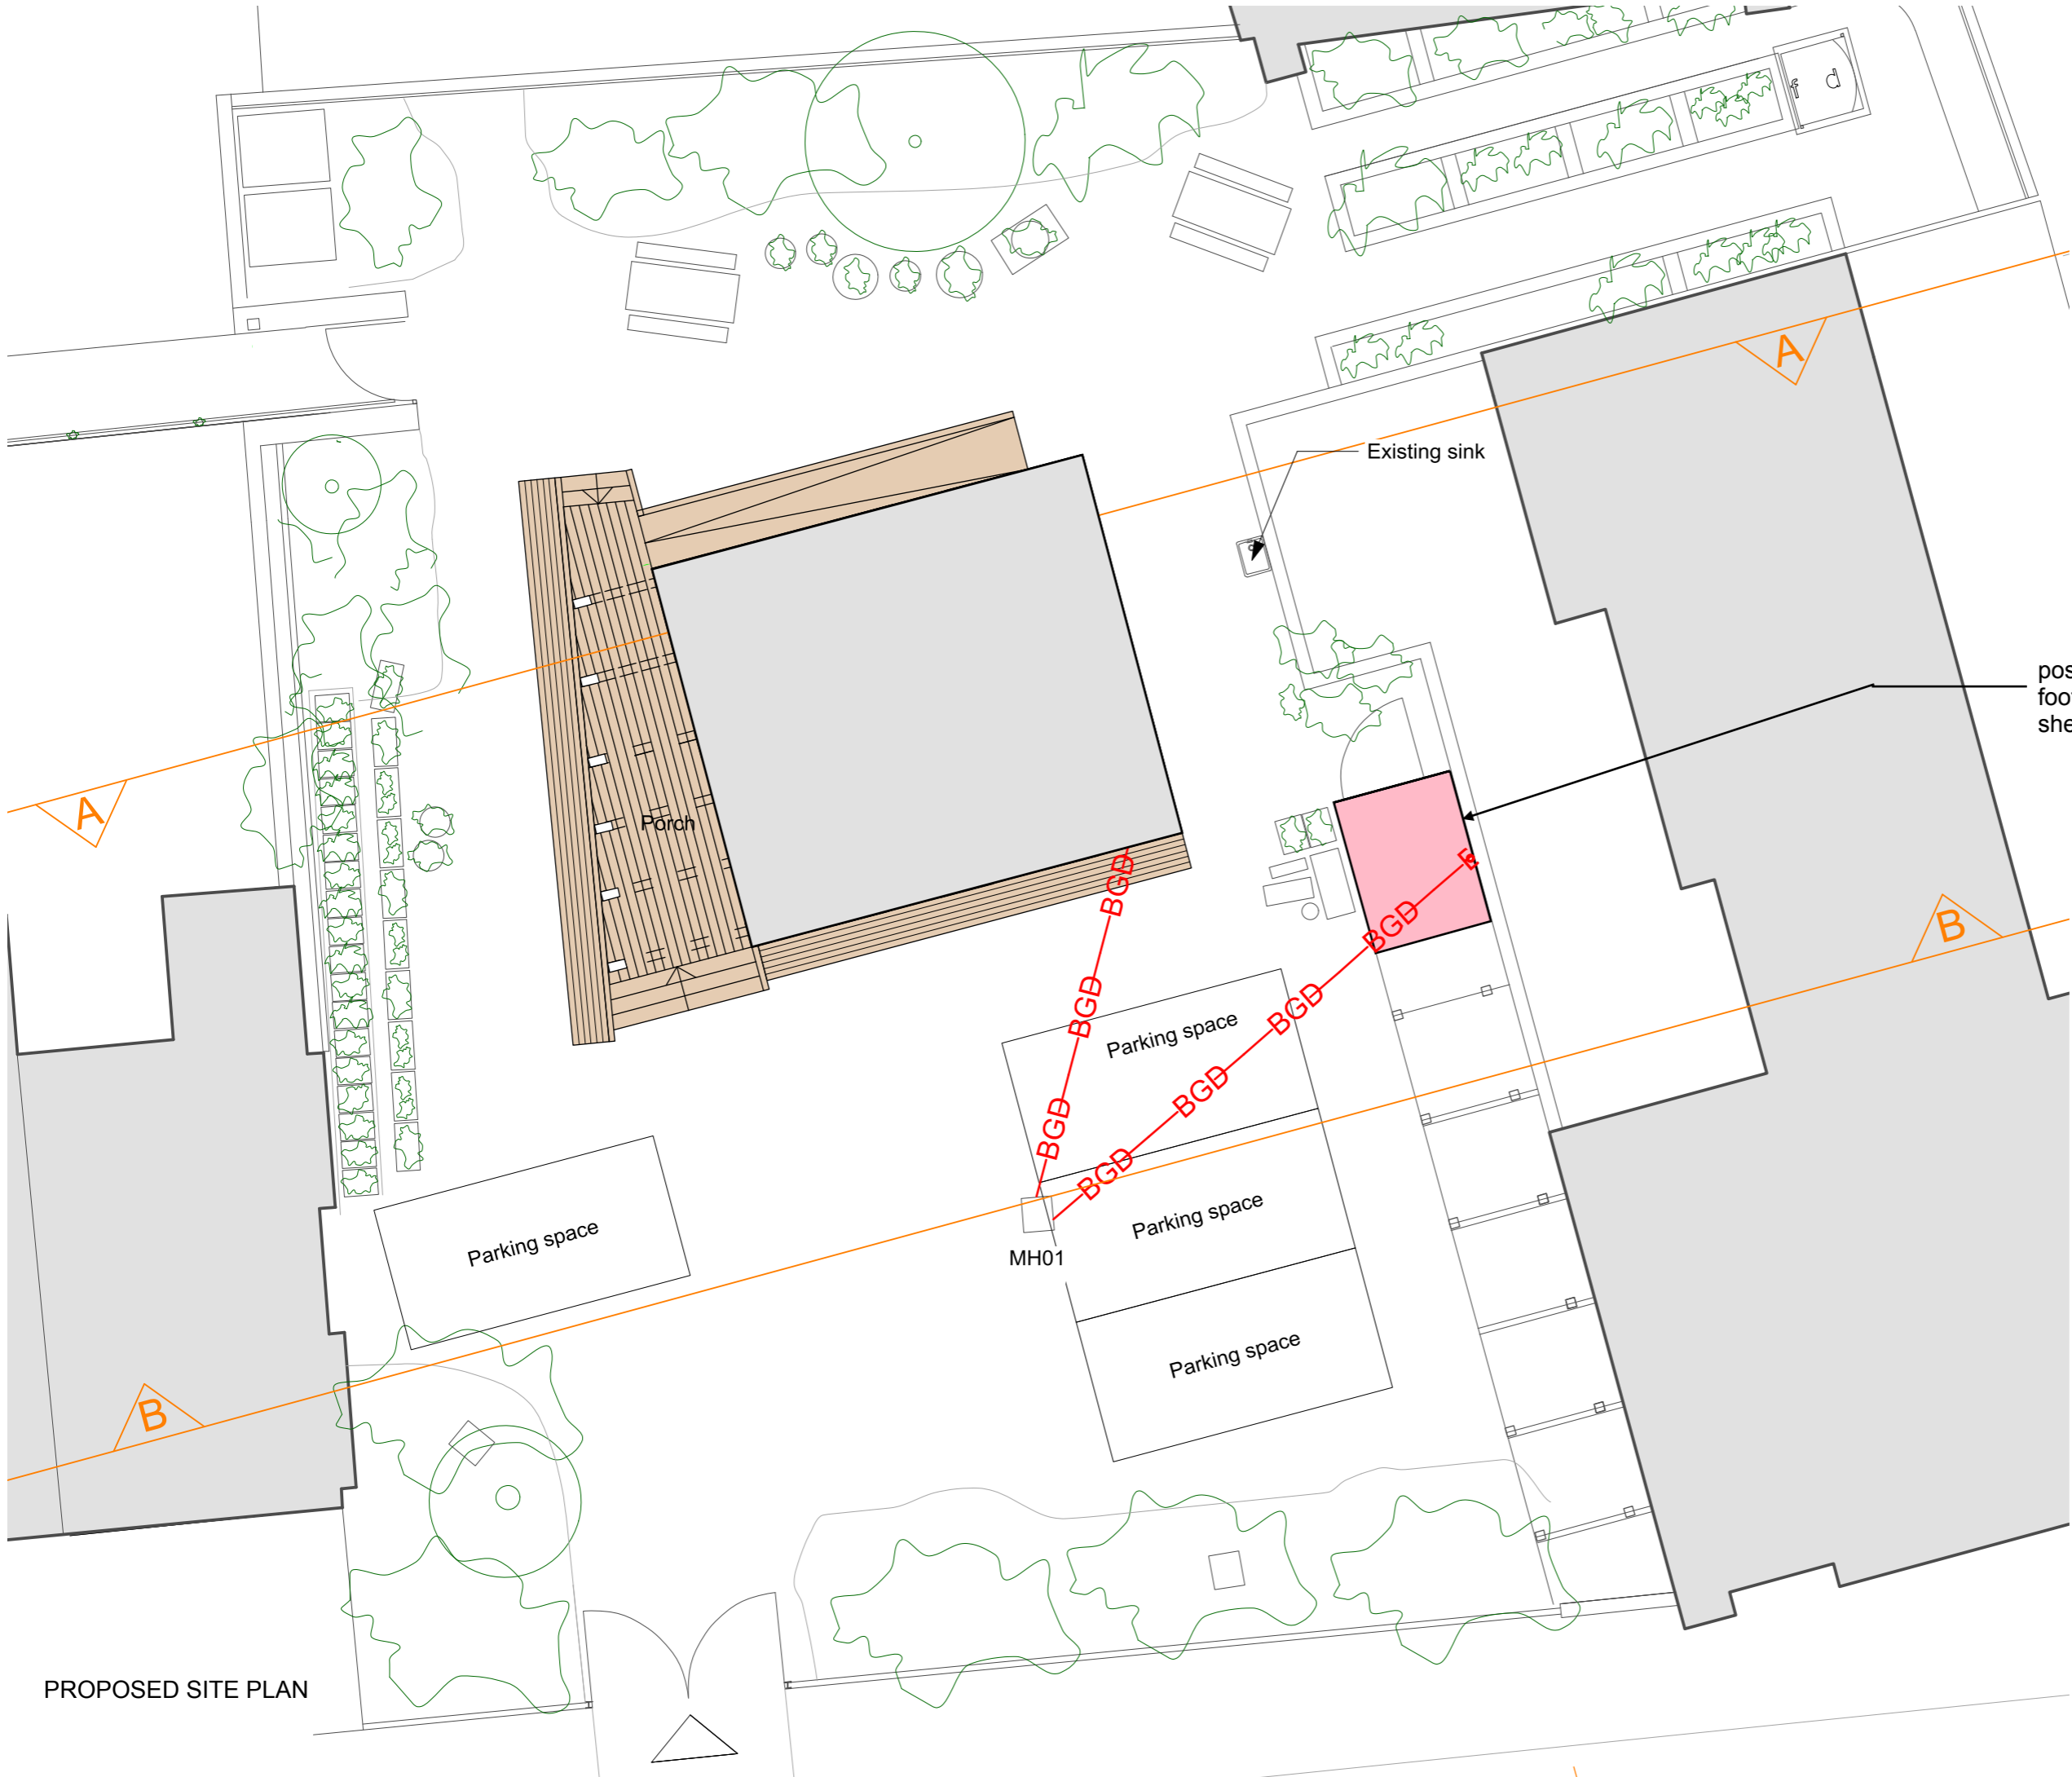 f d
A
Existing sink
pos
foo
she
A
Porch
BGD
BGD
B
BGD
BGD
Parking space
BGD
BGD
BGD
Parking space
Parking space
MH01
Parking space
B
PROPOSED SITE PLAN